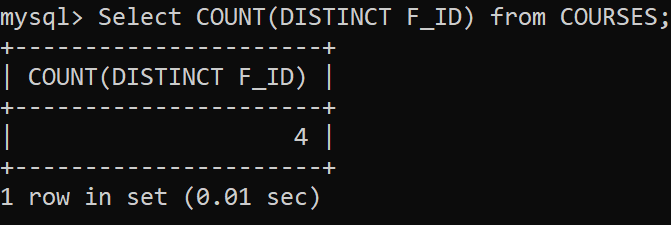 mysql> Select COUNT(DISTINCT F_ID) from COURSES;
+----------------------+
| COUNT(DISTINCT F_ID) |
+----------------------+
|                    4 |
+----------------------+
1 row in set (0.01 sec)